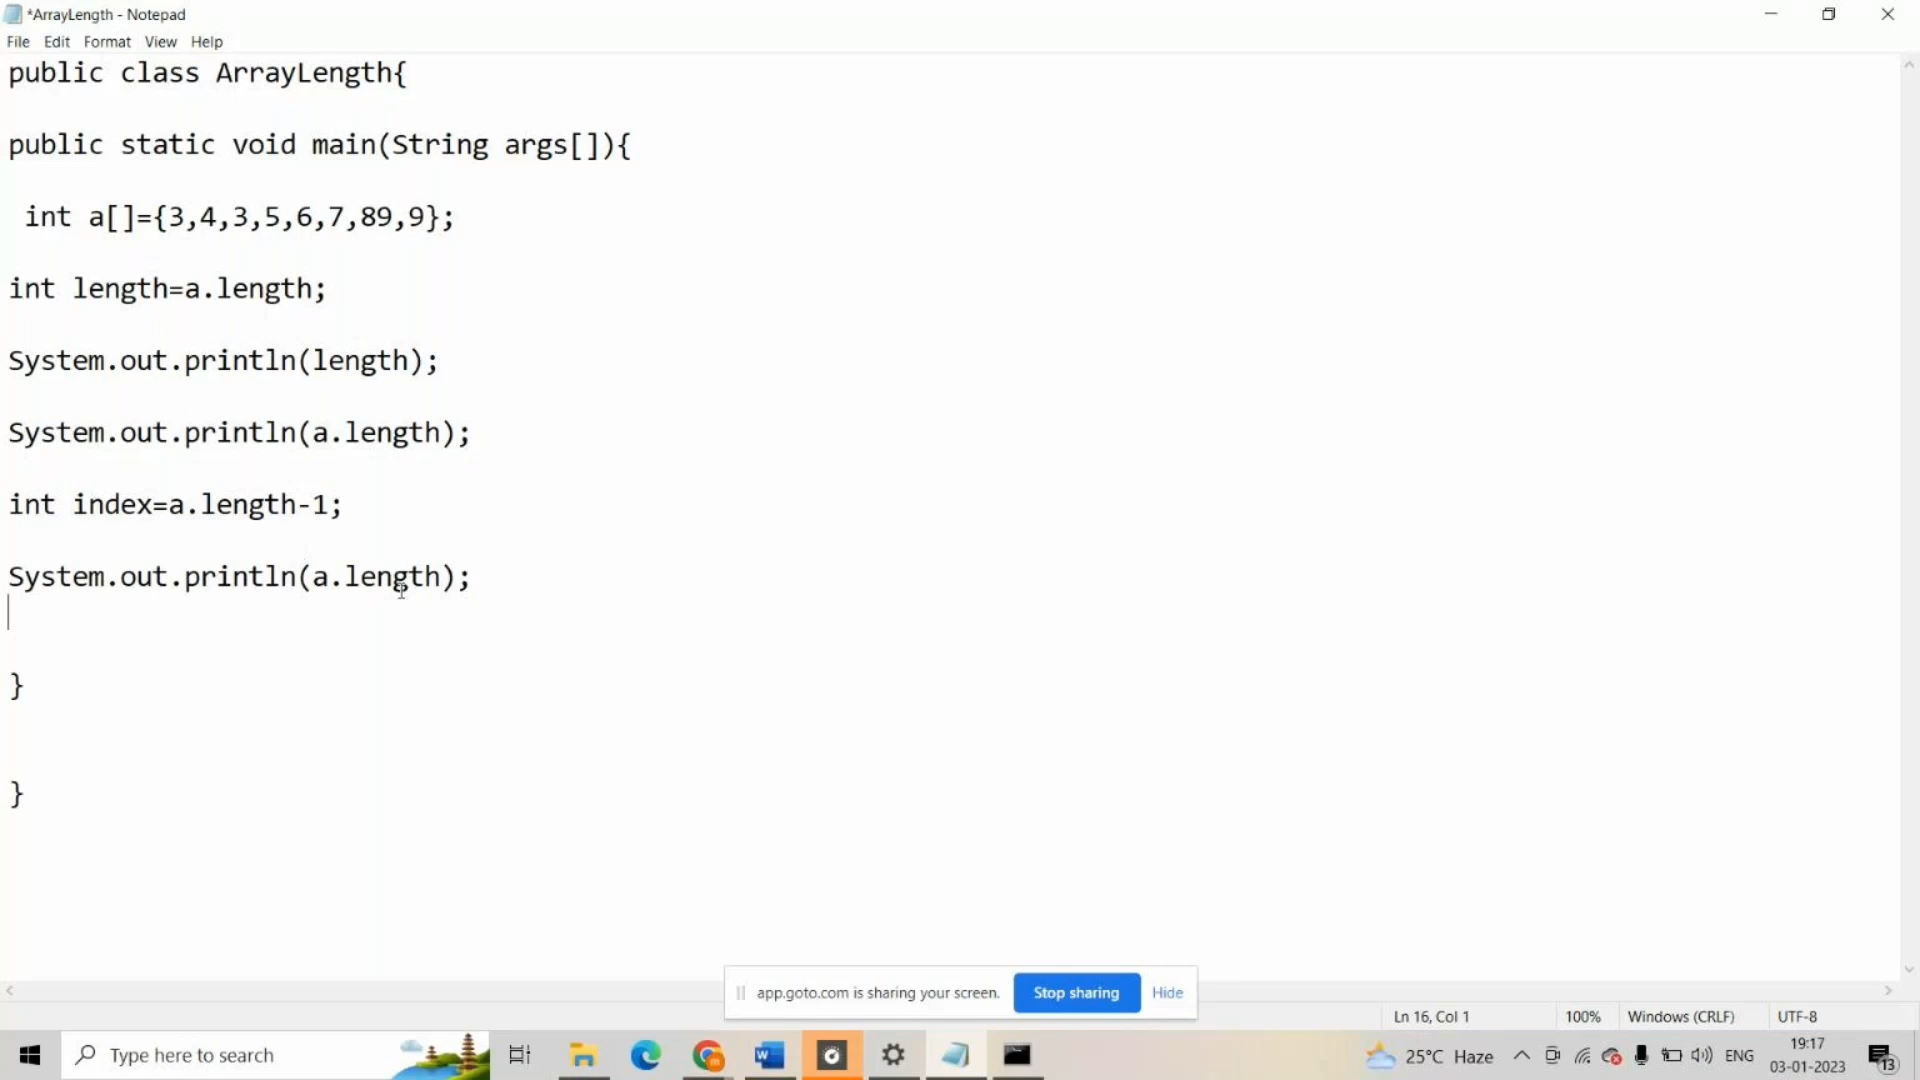 *ArrayLength - Notepad
File Edit Format View Help
public class ArrayLength{
public static void main(String args[]){
int a[]={3,4,3,5,6,7,89,9};
int length=a.length;
System.out.println(length);
System.out.println(a.length);
int index=a.length-1;
System.out.println(a.length);
}
}
app.goto.com is sharing your screen. Stop sharing Hide
Ln 16, Col 1 100% Windows (CRLF) UTF-8
Type here to search 25°C Haze ENG 19:17
03-01-2023 13